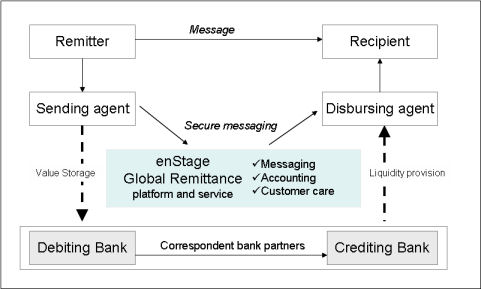 Message
Remitter
Recipient
Sending agent
Disbursing agent
Secure messaging
enStage
Global Remittance
platform and service
✓Messaging
✓Accounting
✓Customer care
Value Storage
Liquidity provision
Debiting Bank
Correspondent bank partners
Crediting Bank